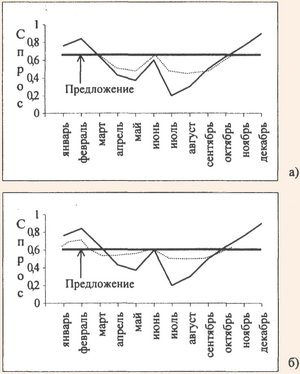 Спрос
1
0,8
0,6
0,4
0,2
0
Предложение
январь
февраль
март
апрель
май
июнь
июль
август
сентябрь
октябрь
ноябрь
декабрь
а)
Спрос
1
0,8
0,6
0,4
0,2
0
Предложение
январь
февраль
март
апрель
май
июнь
июль
август
сентябрь
октябрь
ноябрь
декабрь
б)